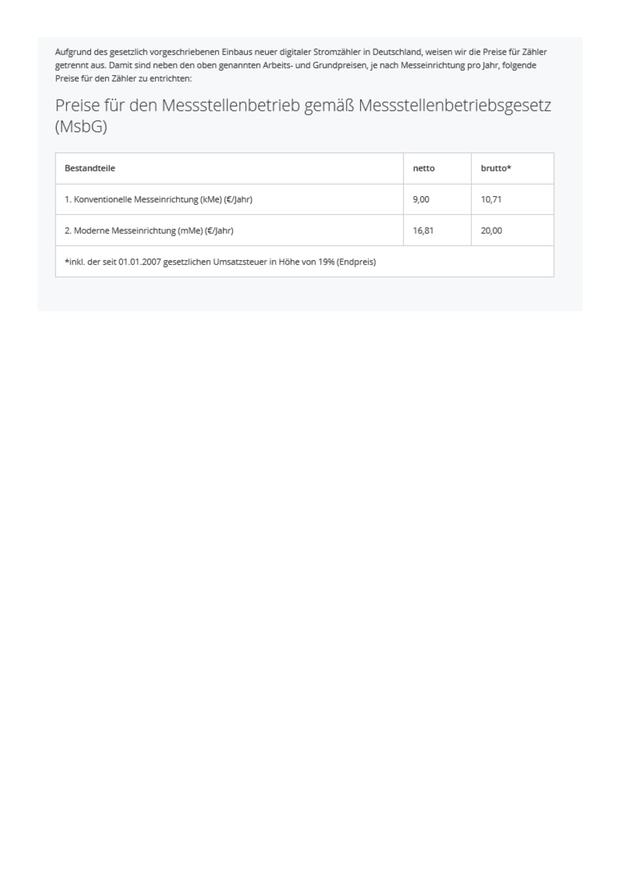 Aufgrund des gesetzlich vorgeschriebenen Einbaus neuer digitaler Stromzähler in Deutschland, weisen wir die Preise für Zähler
getrennt aus. Damit sind neben den oben genannten Arbeits- und Grundpreisen, je nach Messeinrichtung pro Jahr, folgende
Preise für den Zähler zu entrichten:
Preise für den Messstellenbetrieb gemäß Messstellenbetriebsgesetz
(MsbG)
Bestandteile netto brutto*
1. Konventionelle Messeinrichtung (kMe) (€/Jahr) 9,00 10,71
2. Moderne Messeinrichtung (mMe) (€/Jahr) 16,81 20,00
*inkl. der seit 01.01.2007 gesetzlichen Umsatzsteuer in Höhe von 19% (Endpreis)